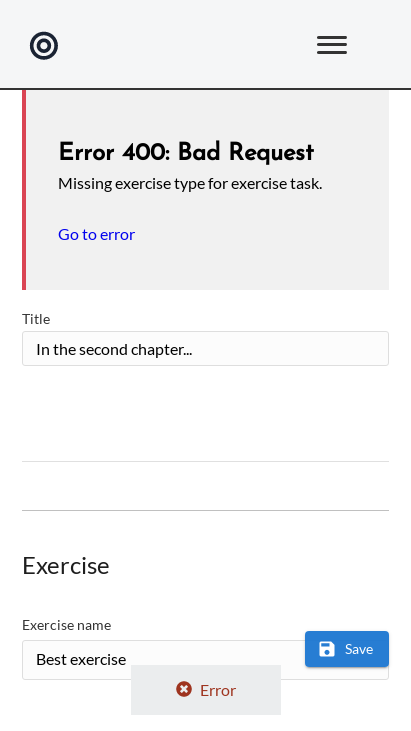 Error 400: Bad Request
Missing exercise type for exercise task.
Go to error
Title
In the second chapter...
Exercise
Exercise name
Save
Best exercise
Error